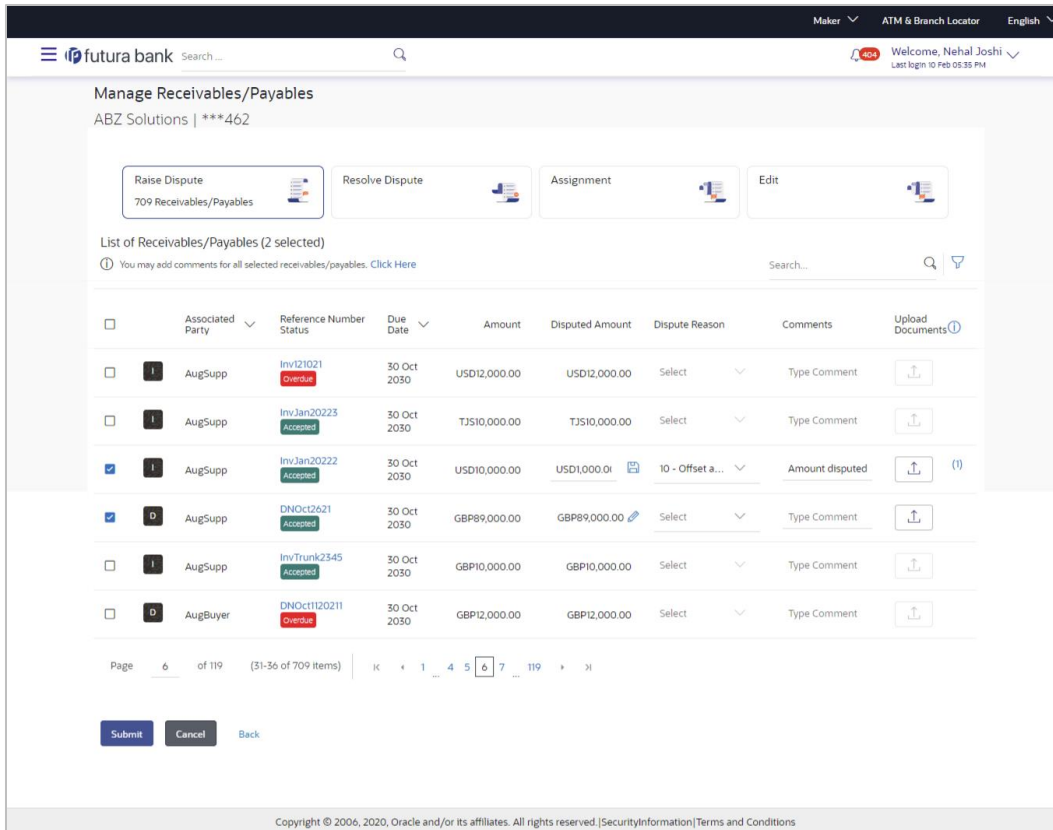 Maker ATM & Branch Locator English
futura bank Search ... 404 Welcome, Nehal Joshi
Last login 10 Feb 05:35 PM
Manage Receivables/Payables
ABZ Solutions | ***462
Raise Dispute Resolve Dispute Assignment Edit
709 Receivables/Payables
List of Receivables/Payables (2 selected)
You may add comments for all selected receivables/payables. Click Here Search...
Associated Reference Number Due Amount Disputed Amount Dispute Reason Comments Upload
Party Status Date Documents
I AugSupp Inv121021 30 Oct USD12,000.00 USD12,000.00 Select Type Comment
Overdue 2030
I AugSupp InvJan20223 30 Oct TJS10,000.00 TJS10,000.00 Select Type Comment
Accepted 2030
I AugSupp InvJan20222 30 Oct USD10,000.00 USD1,000.0 10 - Offset a... Amount disputed (1)
Accepted 2030
D AugSupp DNOct2621 30 Oct GBP89,000.00 GBP89,000.00 Select Type Comment
Accepted 2030
I AugSupp InvTrunk2345 30 Oct GBP10,000.00 GBP10,000.00 Select Type Comment
Accepted 2030
D AugBuyer DNOct1120211 30 Oct GBP12,000.00 GBP12,000.00 Select Type Comment
Overdue 2030
Page 6 of 119 (31-36 of 709 items) 1 ... 4 5 6 7 ... 119
Submit Cancel Back
Copyright © 2006, 2020, Oracle and/or its affiliates. All rights reserved.|SecurityInformation|Terms and Conditions